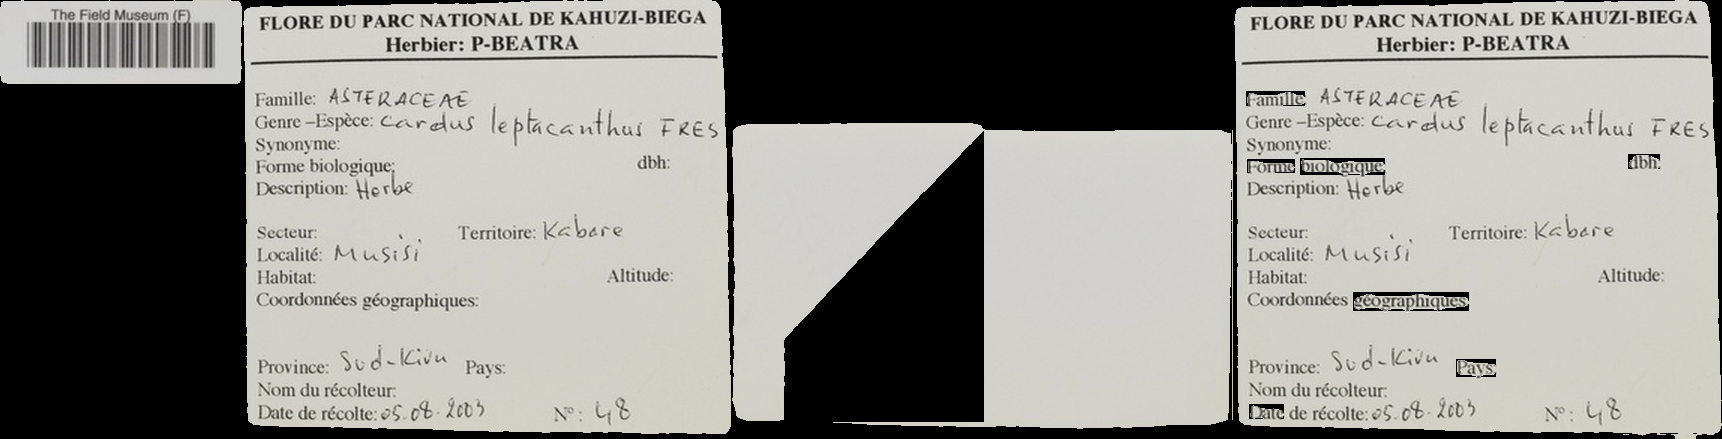 The Field Museum (F)
FLORE DU PARC NATIONAL DE KAHUZI-BIEGA
Herbier: P-BEATRA
Famille: ASTERACEAE
Genre –Espèce: Cardus leptacanthus FRES
Synonyme:
Forme biologique: dbh:
Description: Herbe
Secteur: Territoire: Kabare
Localité: Musisi
Habitat: Altitude:
Coordonnées géographiques:
Province: Sud-Kivu Pays:
Nom du récolteur:
Date de récolte: 05.08.2003 N°: 48
FLORE DU PARC NATIONAL DE KAHUZI-BIEGA
Herbier: P-BEATRA
Famille: ASTERACEAE
Genre –Espèce: Cardus leptacanthus FRES
Synonyme:
Forme biologique: dbh:
Description: Herbe
Secteur: Territoire: Kabare
Localité: Musisi
Habitat: Altitude:
Coordonnées géographiques:
Province: Sud-Kivu Pays:
Nom du récolteur:
Date de récolte: 05.08.2003 N°: 48